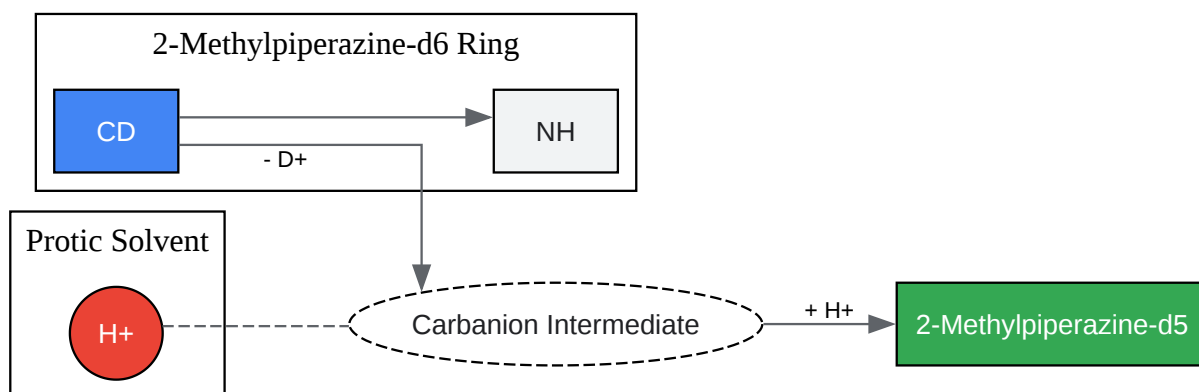 2-Methylpiperazine-d6 Ring
CD
NH
- D+
Protic Solvent
H+
Carbanion Intermediate
+ H+
2-Methylpiperazine-d5